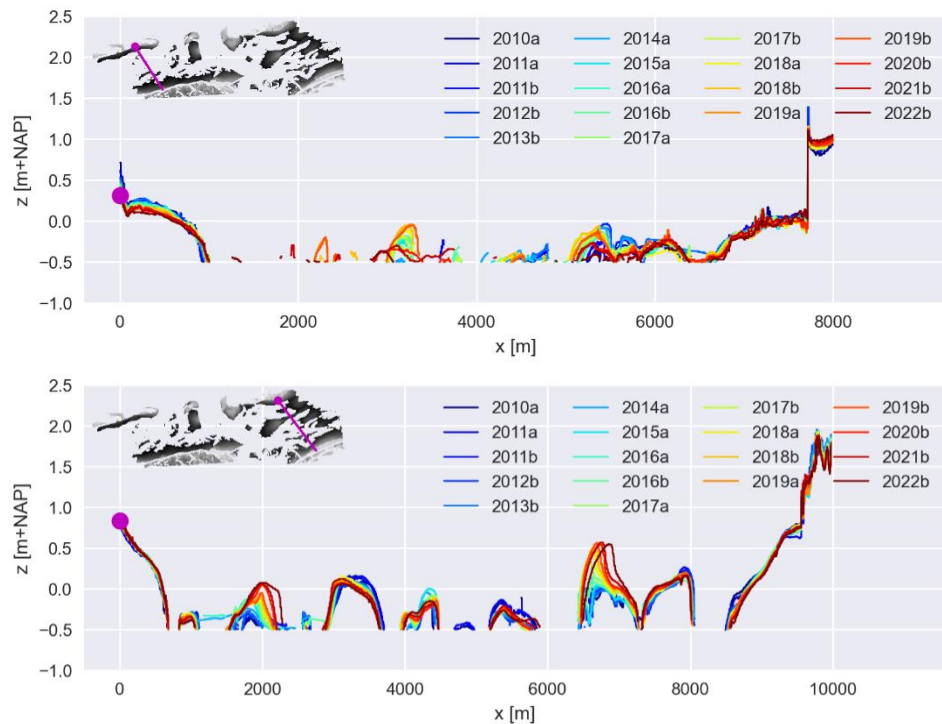 2.5
2.0
1.5
1.0
0.5
0.0
−0.5
−1.0
z [m+NAP]
2010a 2014a 2017b 2019b
2011a 2015a 2018a 2020b
2011b 2016a 2018b 2021b
2012b 2016b 2019a 2022b
2013b 2017a
0 2000 4000 6000 8000
x [m]
2.5
2.0
1.5
1.0
0.5
0.0
−0.5
−1.0
z [m+NAP]
2010a 2014a 2017b 2019b
2011a 2015a 2018a 2020b
2011b 2016a 2018b 2021b
2012b 2016b 2019a 2022b
2013b 2017a
0 2000 4000 6000 8000 10000
x [m]